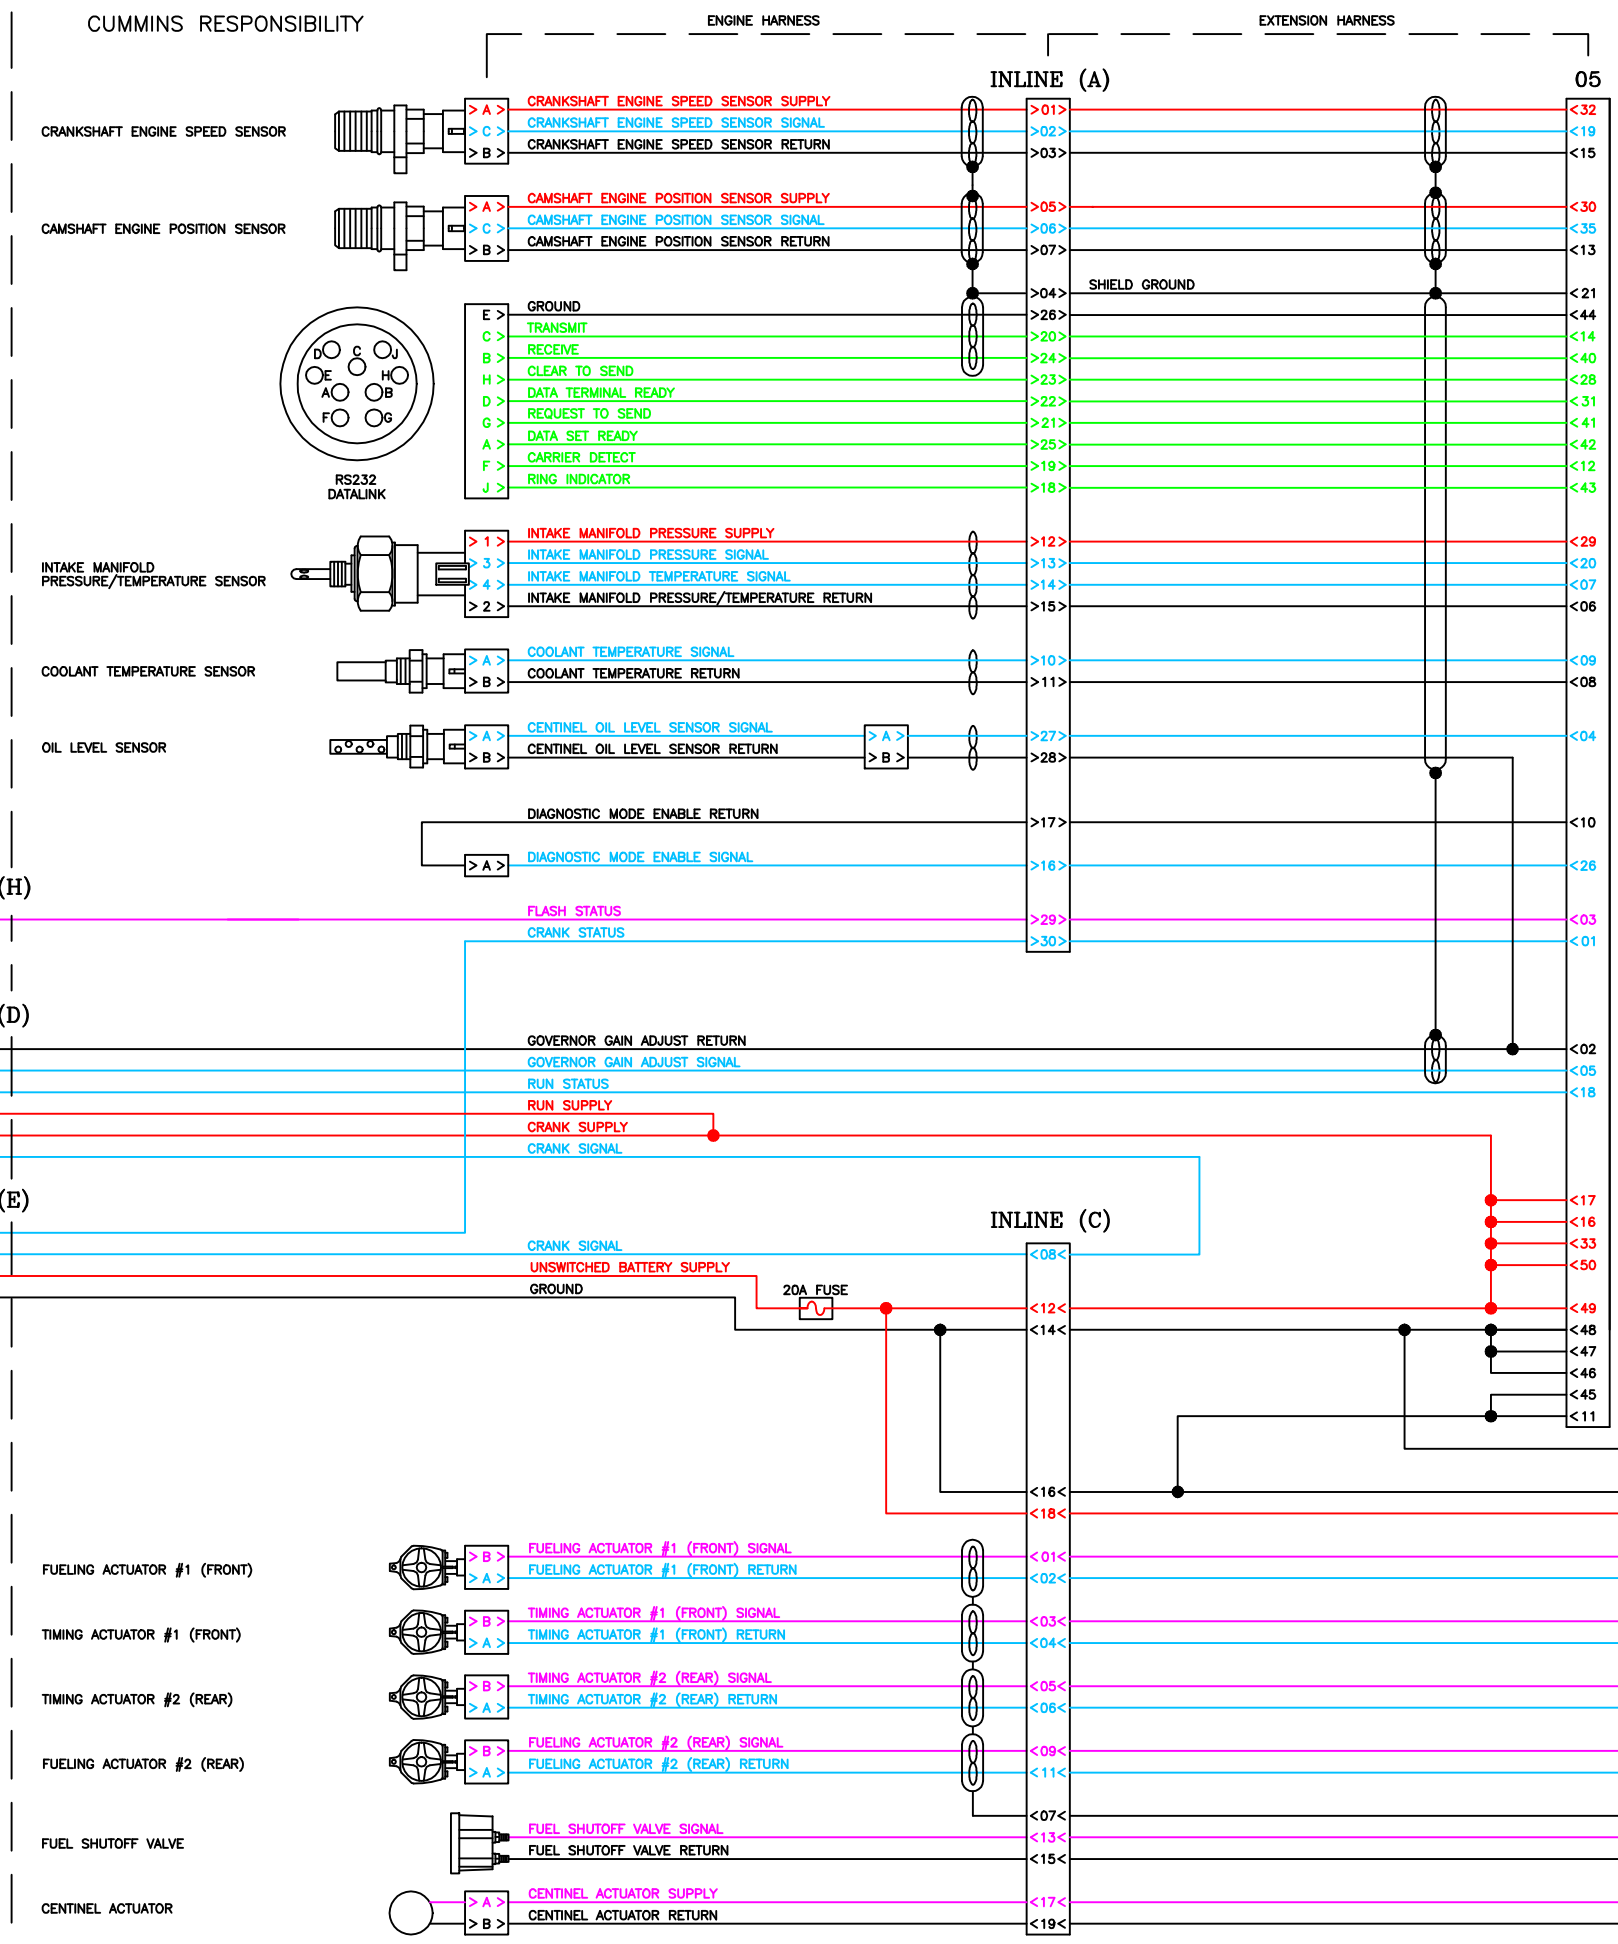 CUMMINS RESPONSIBILITY
ENGINE HARNESS
EXTENSION HARNESS
INLINE (A)
05
CRANKSHAFT ENGINE SPEED SENSOR
> A > CRANKSHAFT ENGINE SPEED SENSOR SUPPLY >01> <32
> C > CRANKSHAFT ENGINE SPEED SENSOR SIGNAL >02> <19
> B > CRANKSHAFT ENGINE SPEED SENSOR RETURN >03> <15
CAMSHAFT ENGINE POSITION SENSOR
> A > CAMSHAFT ENGINE POSITION SENSOR SUPPLY >05> <30
> C > CAMSHAFT ENGINE POSITION SENSOR SIGNAL >06> <35
> B > CAMSHAFT ENGINE POSITION SENSOR RETURN >07> <13
>04> SHIELD GROUND <21
E > GROUND >26> <44
C > TRANSMIT >20> <14
B > RECEIVE >24> <40
H > CLEAR TO SEND >23> <28
D > DATA TERMINAL READY >22> <31
G > REQUEST TO SEND >21> <41
A > DATA SET READY >25> <42
F > CARRIER DETECT >19> <12
J > RING INDICATOR >18> <43
D C J
E H
A B
F G
RS232
DATALINK
INTAKE MANIFOLD
PRESSURE/TEMPERATURE SENSOR
> 1 > INTAKE MANIFOLD PRESSURE SUPPLY >12> <29
> 3 > INTAKE MANIFOLD PRESSURE SIGNAL >13> <20
> 4 > INTAKE MANIFOLD TEMPERATURE SIGNAL >14> <07
> 2 > INTAKE MANIFOLD PRESSURE/TEMPERATURE RETURN >15> <06
COOLANT TEMPERATURE SENSOR
> A > COOLANT TEMPERATURE SIGNAL >10> <09
> B > COOLANT TEMPERATURE RETURN >11> <08
OIL LEVEL SENSOR
> A > CENTINEL OIL LEVEL SENSOR SIGNAL > A > >27> <04
> B > CENTINEL OIL LEVEL SENSOR RETURN > B > >28>
DIAGNOSTIC MODE ENABLE RETURN >17> <10
> A > DIAGNOSTIC MODE ENABLE SIGNAL >16> <26
(H)
FLASH STATUS >29> <03
CRANK STATUS >30> <01
(D)
GOVERNOR GAIN ADJUST RETURN <02
GOVERNOR GAIN ADJUST SIGNAL <05
RUN STATUS <18
RUN SUPPLY
CRANK SUPPLY
CRANK SIGNAL
(E)
<17
<16
<33
<50
INLINE (C)
CRANK SIGNAL <08<
UNSWITCHED BATTERY SUPPLY
GROUND
20A FUSE
<12< <49
<14< <48
<47
<46
<45
<11
<16<
<18<
FUELING ACTUATOR #1 (FRONT)
> B > FUELING ACTUATOR #1 (FRONT) SIGNAL <01<
> A > FUELING ACTUATOR #1 (FRONT) RETURN <02<
TIMING ACTUATOR #1 (FRONT)
> B > TIMING ACTUATOR #1 (FRONT) SIGNAL <03<
> A > TIMING ACTUATOR #1 (FRONT) RETURN <04<
TIMING ACTUATOR #2 (REAR)
> B > TIMING ACTUATOR #2 (REAR) SIGNAL <05<
> A > TIMING ACTUATOR #2 (REAR) RETURN <06<
FUELING ACTUATOR #2 (REAR)
> B > FUELING ACTUATOR #2 (REAR) SIGNAL <09<
> A > FUELING ACTUATOR #2 (REAR) RETURN <11<
<07<
FUEL SHUTOFF VALVE
FUEL SHUTOFF VALVE SIGNAL <13<
FUEL SHUTOFF VALVE RETURN <15<
CENTINEL ACTUATOR
> A > CENTINEL ACTUATOR SUPPLY <17<
> B > CENTINEL ACTUATOR RETURN <19<